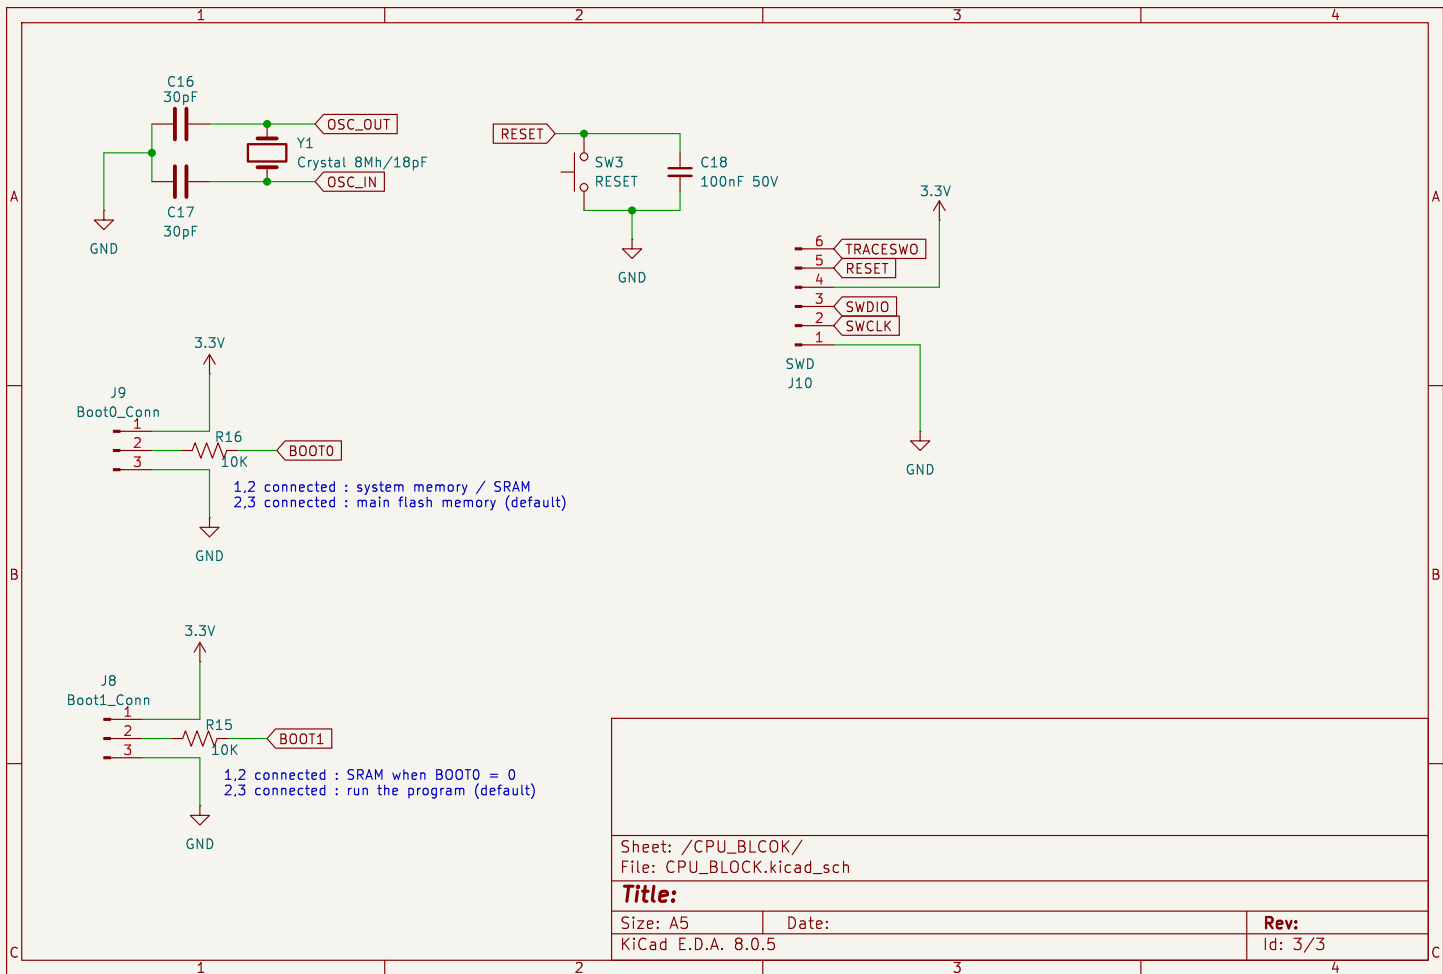 1 2 3 4
C16
30pF
OSC_OUT
Y1
Crystal 8Mh/18pF
OSC_IN
C17
30pF
GND
RESET
SW3
RESET
C18
100nF 50V
GND
A A
3.3V
6 TRACESWO
5 RESET
4
3 SWDIO
2 SWCLK
1
SWD
J10
GND
3.3V
J9
Boot0_Conn
1
2
3
R16
10K
BOOT0
1,2 connected : system memory / SRAM
2,3 connected : main flash memory (default)
GND
B B
3.3V
J8
Boot1_Conn
1
2
3
R15
10K
BOOT1
1,2 connected : SRAM when BOOT0 = 0
2,3 connected : run the program (default)
GND
Sheet: /CPU_BLCOK/
File: CPU_BLOCK.kicad_sch
Title:
Size: A5 Date: Rev:
KiCad E.D.A. 8.0.5 Id: 3/3
C C
1 2 3 4